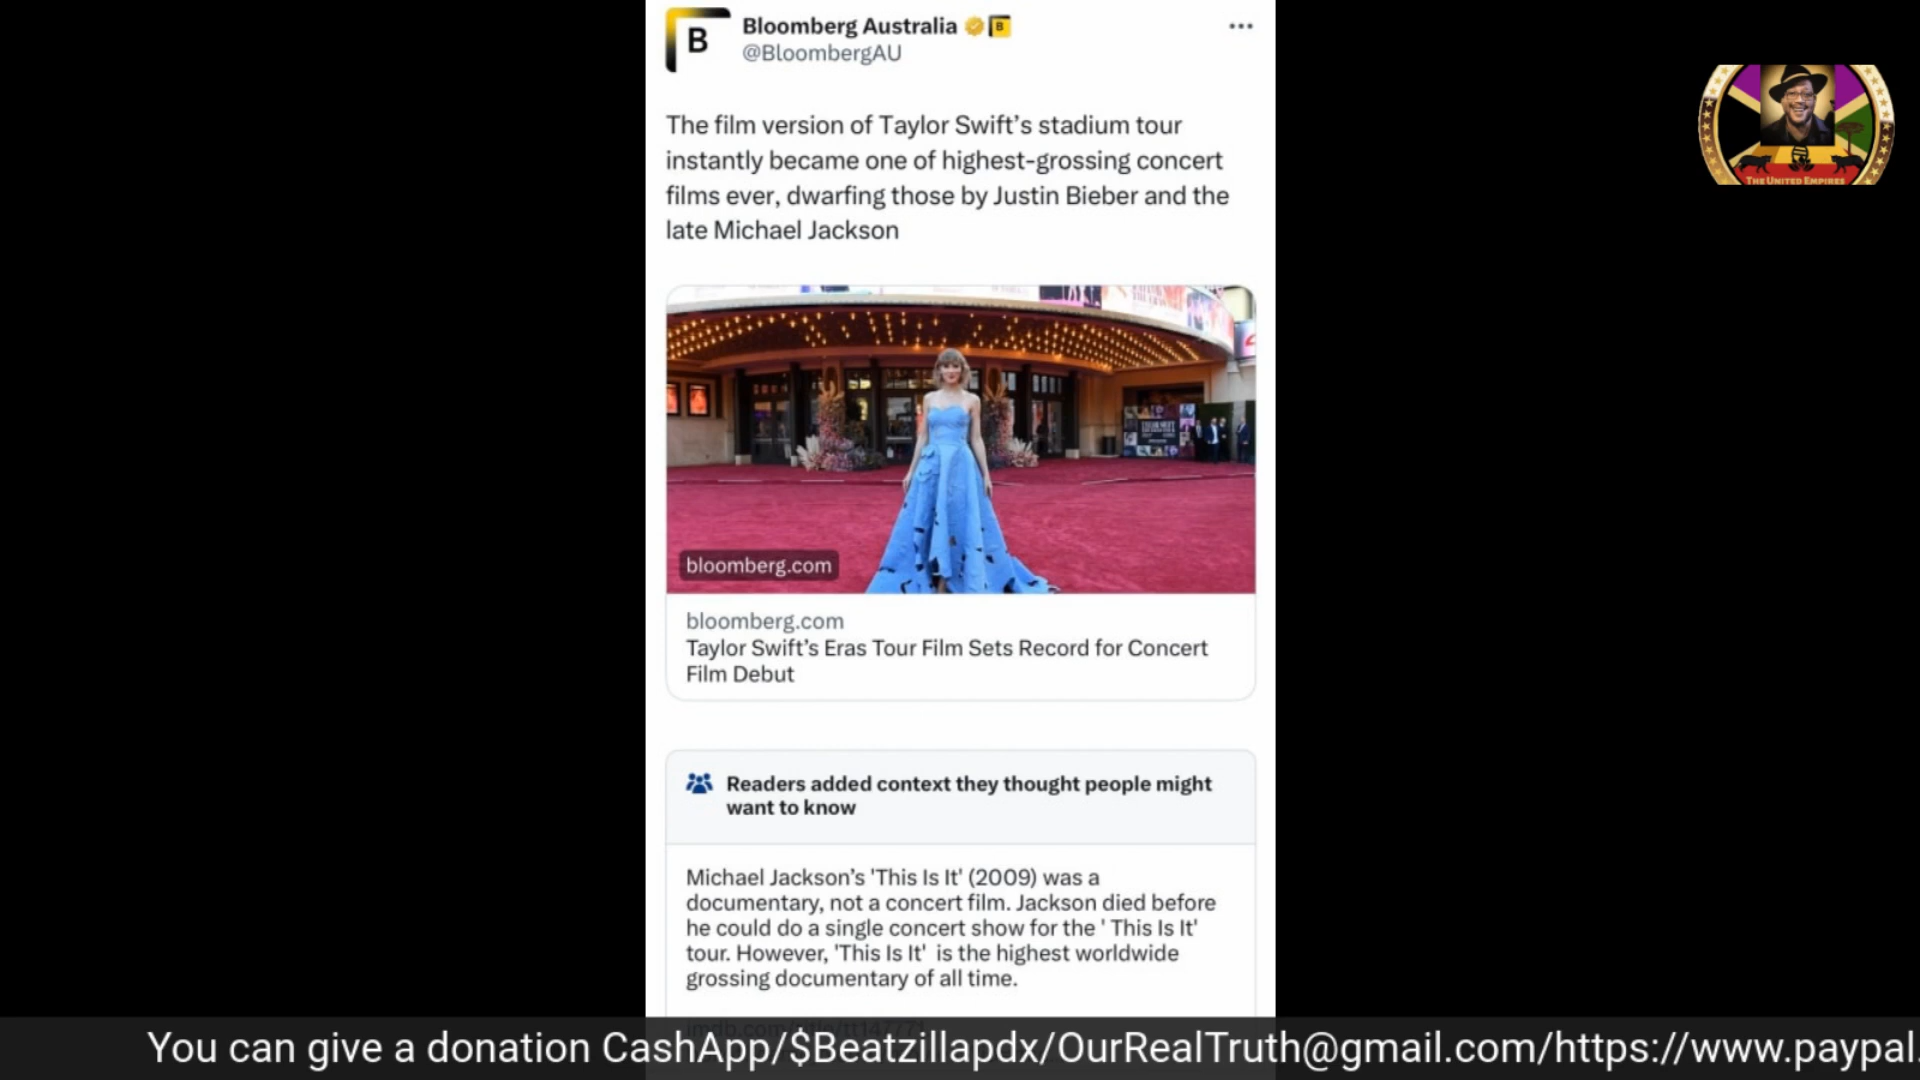 B
Bloomberg Australia
B
@BloombergAU
The film version of Taylor Swift’s stadium tour
instantly became one of highest-grossing concert
films ever, dwarfing those by Justin Bieber and the
late Michael Jackson
bloomberg.com
bloomberg.com
Taylor Swift’s Eras Tour Film Sets Record for Concert
Film Debut
Readers added context they thought people might
want to know
Michael Jackson’s 'This Is It' (2009) was a
documentary, not a concert film. Jackson died before
he could do a single concert show for the ' This Is It'
tour. However, 'This Is It'  is the highest worldwide
grossing documentary of all time.
THE UNITED EMPIRES
You can give a donation CashApp/$Beatzillapdx/OurRealTruth@gmail.com/https://www.paypal.